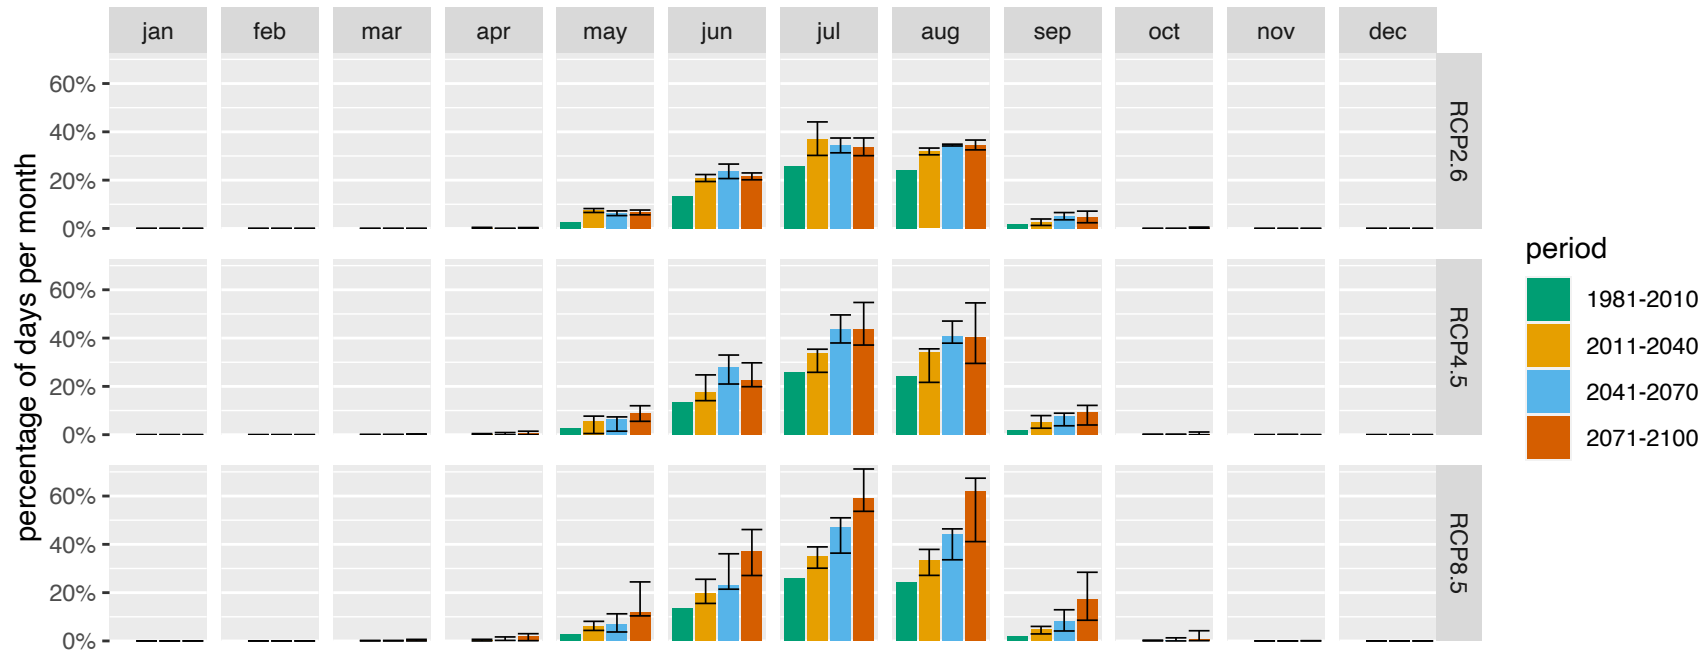 jan feb mar apr may jun jul aug sep oct nov dec
percentage of days per month
60%
40%
20%
0%
RCP2.6
60%
40%
20%
0%
RCP4.5
60%
40%
20%
0%
RCP8.5
period
1981-2010
2011-2040
2041-2070
2071-2100